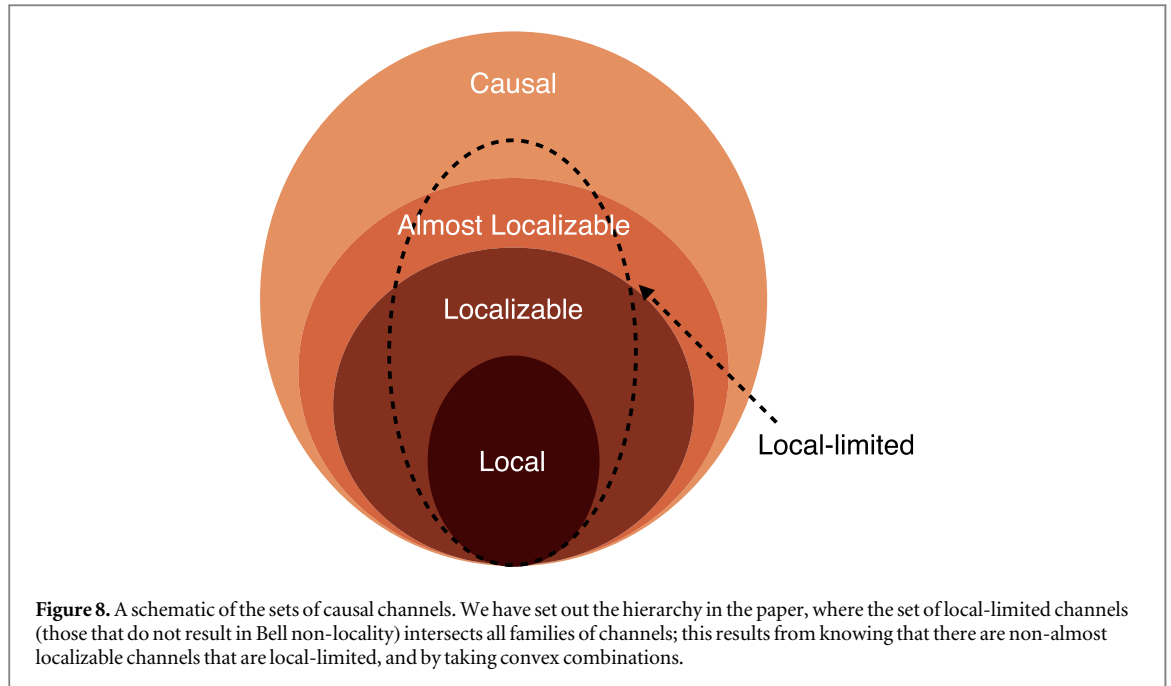 Causal
Almost Localizable
Localizable
Local-limited
Local
Figure 8. A schematic of the sets of causal channels. We have set out the hierarchy in the paper, where the set of local-limited channels
(those that do not result in Bell non-locality) intersects all families of channels; this results from knowing that there are non-almost
localizable channels that are local-limited, and by taking convex combinations.